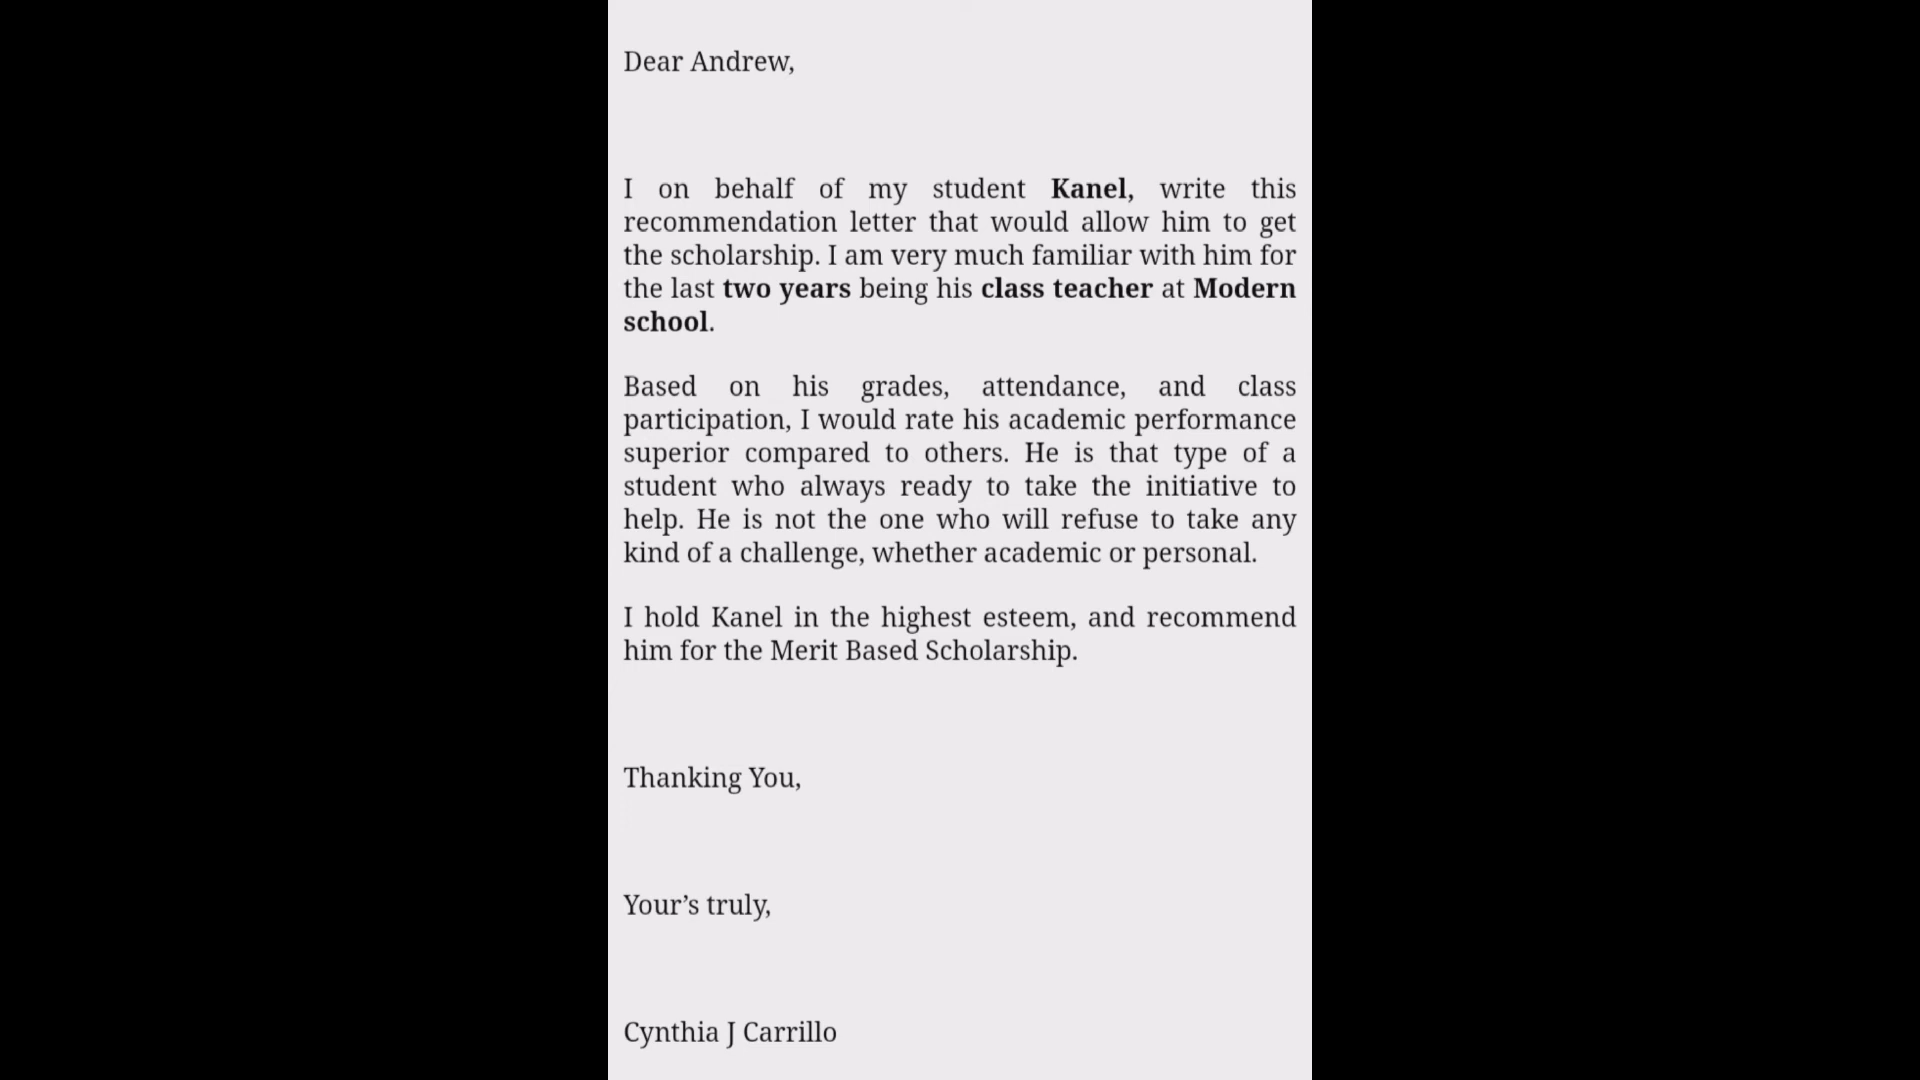 Dear Andrew,
I on behalf of my student Kanel, write this
recommendation letter that would allow him to get
the scholarship. I am very much familiar with him for
the last two years being his class teacher at Modern
school.
Based on his grades, attendance, and class
participation, I would rate his academic performance
superior compared to others. He is that type of a
student who always ready to take the initiative to
help. He is not the one who will refuse to take any
kind of a challenge, whether academic or personal.
I hold Kanel in the highest esteem, and recommend
him for the Merit Based Scholarship.
Thanking You,
Your’s truly,
Cynthia J Carrillo